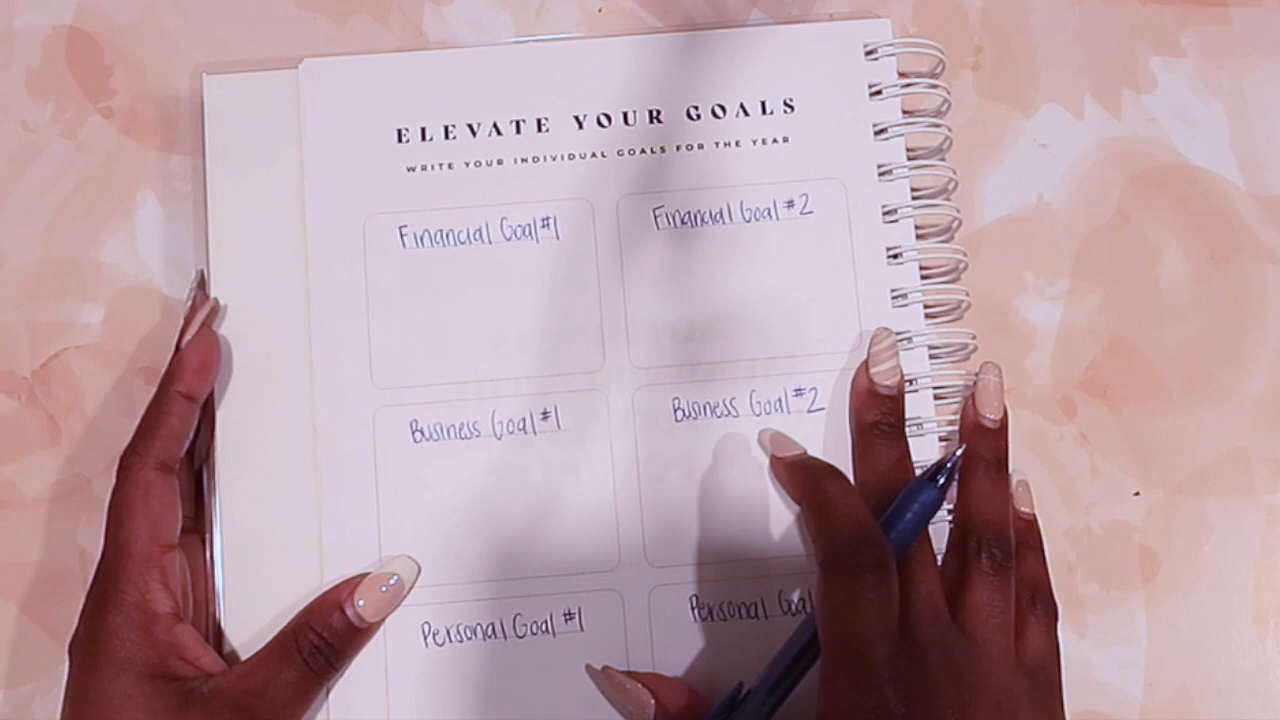 ELEVATE YOUR GOALS
WRITE YOUR INDIVIDUAL GOALS FOR THE YEAR
Financial Goal #1
Financial Goal #2
Business Goal #1
Business Goal #2
Personal Goal #1
Personal Goal